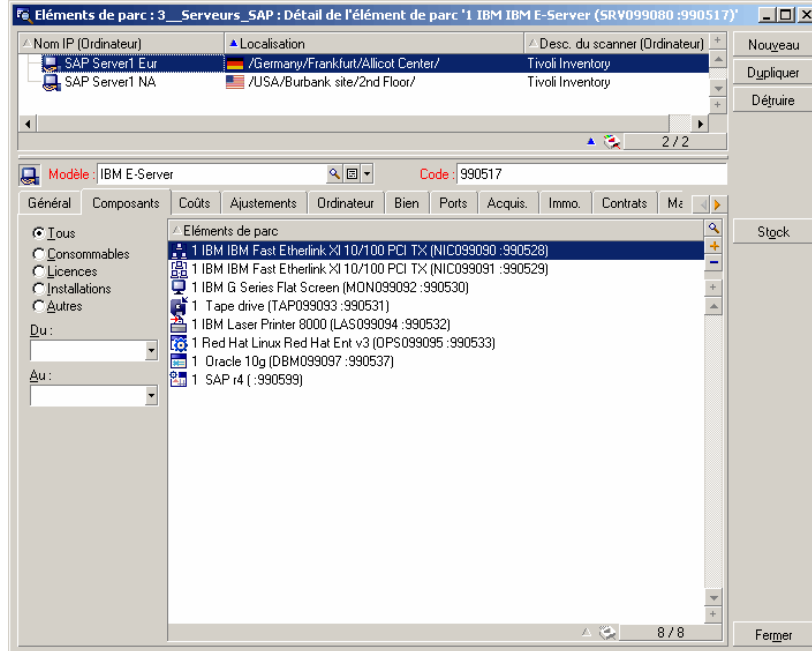 Eléments de parc : 3__Serveurs_SAP : Détail de l'élément de parc '1 IBM IBM E-Server (SRV099080 :990517)'
Nom IP (Ordinateur) Localisation Desc. du scanner (Ordinateur)
SAP Server1 Eur /Germany/Frankfurt/Allicot Center/ Tivoli Inventory
SAP Server1 NA /USA/Burbank site/2nd Floor/ Tivoli Inventory
2 / 2
Nouveau
Dupliquer
Détruire
Modèle : IBM E-Server Code : 990517
Général Composants Coûts Ajustements Ordinateur Bien Ports Acquis. Immo. Contrats Ma
Tous
Consommables
Licences
Installations
Autres
Du :
Au :
Eléments de parc
1 IBM IBM Fast Etherlink XI 10/100 PCI TX (NIC099090 :990528)
1 IBM IBM Fast Etherlink XI 10/100 PCI TX (NIC099091 :990529)
1 IBM G Series Flat Screen (MON099092 :990530)
1 Tape drive (TAP099093 :990531)
1 IBM Laser Printer 8000 (LAS099094 :990532)
1 Red Hat Linux Red Hat Ent v3 (OPS099095 :990533)
1 Oracle 10g (DBM099097 :990537)
1 SAP r4 ( :990599)
8 / 8
Stock
Fermer